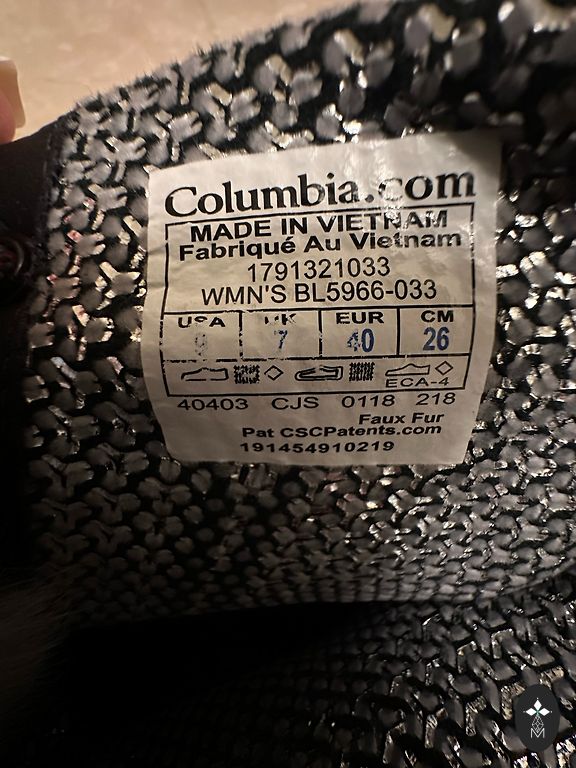 Columbia.com
MADE IN VIETNAM
Fabriqué Au Vietnam
1791321033
WMN'S BL5966-033
USA UK EUR CM
9 7 40 26
ECA-4
40403 CJS 0118 218
Faux Fur
Pat CSCPatents.com
191454910219
M